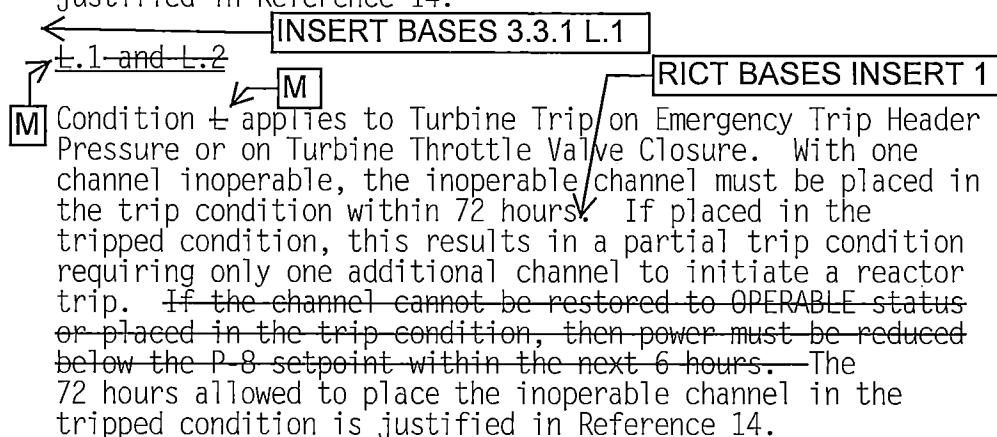 justified in Reference 14.
INSERT BASES 3.3.1 L.1
L.1 and L.2
RICT BASES INSERT 1
M
M
Condition L applies to Turbine Trip on Emergency Trip Header
Pressure or on Turbine Throttle Valve Closure. With one
channel inoperable, the inoperable channel must be placed in
the trip condition within 72 hours. If placed in the
tripped condition, this results in a partial trip condition
requiring only one additional channel to initiate a reactor
trip. If the channel cannot be restored to OPERABLE status
or placed in the trip condition, then power must be reduced
below the P-8 setpoint within the next 6 hours. The
72 hours allowed to place the inoperable channel in the
tripped condition is justified in Reference 14.